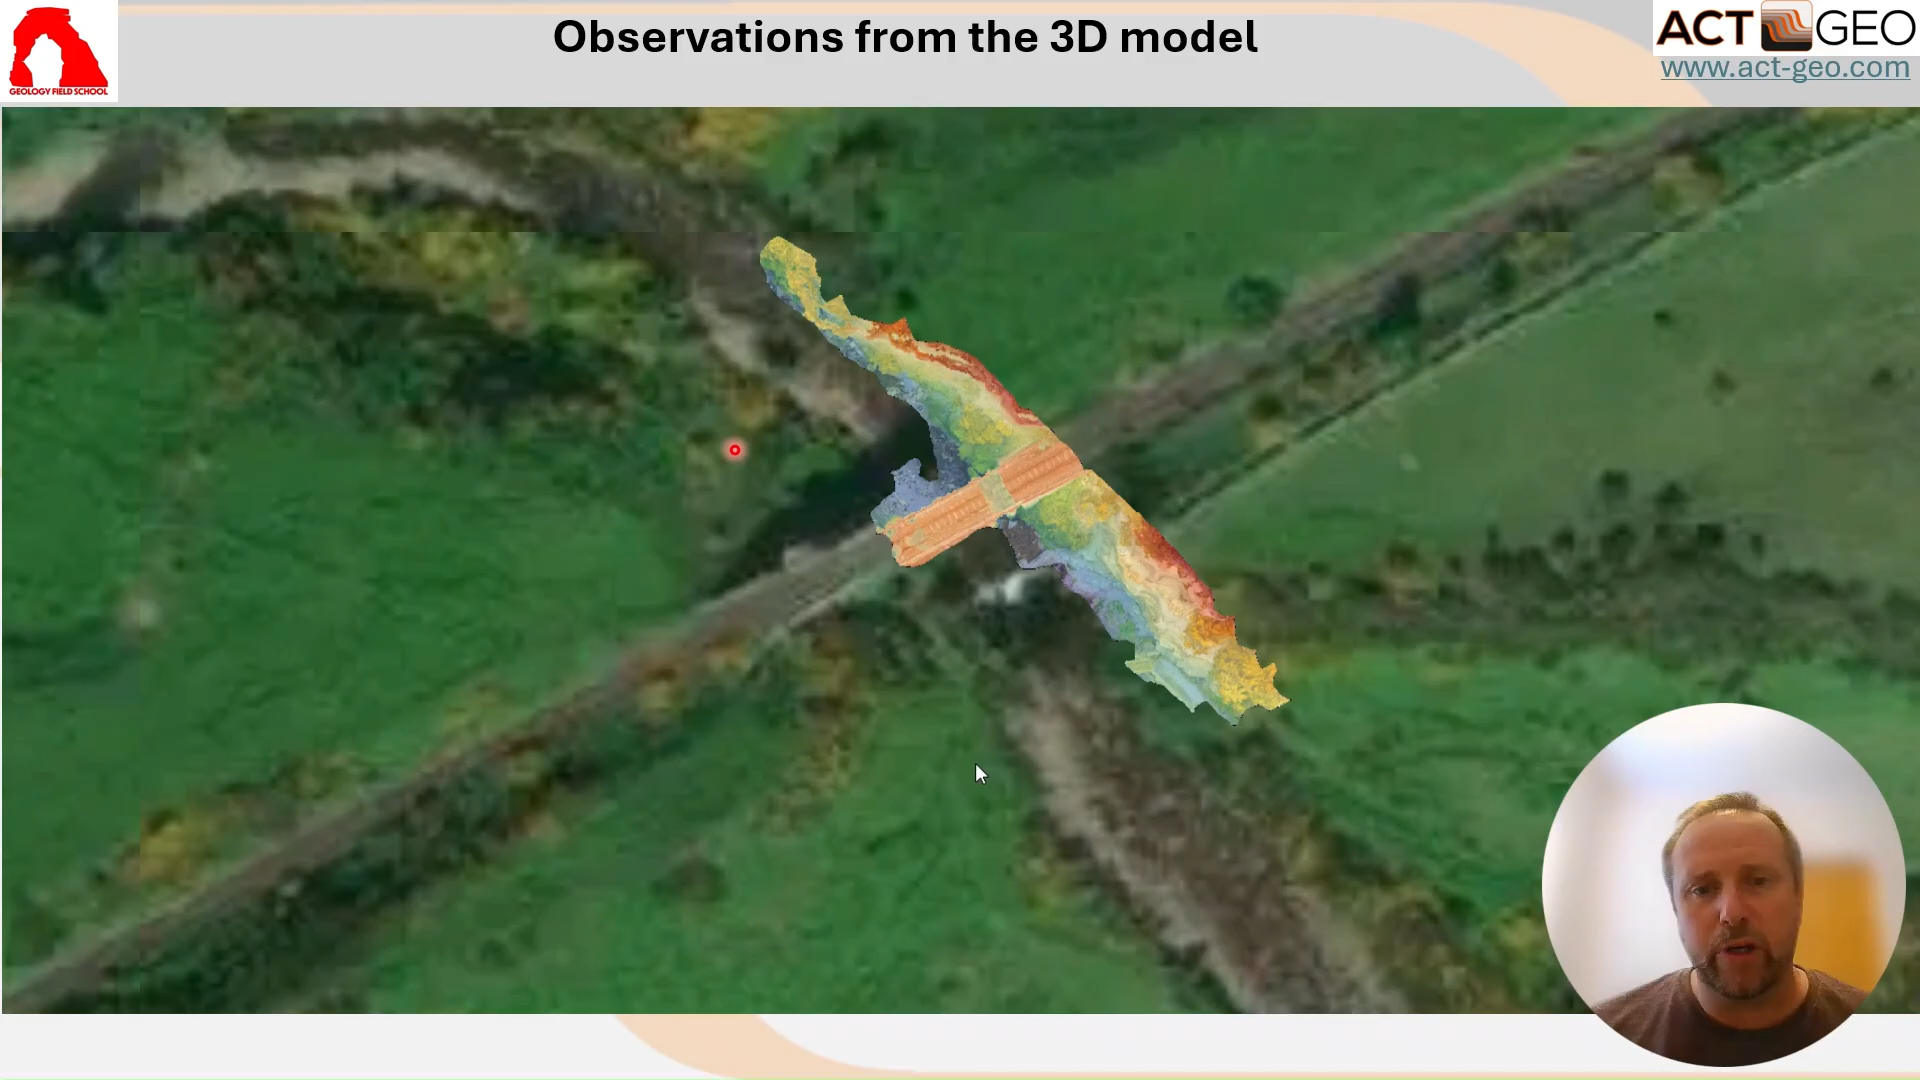 Observations from the 3D model
GEOLOGY FIELD SCHOOL
ACT GEO
www.act-geo.com